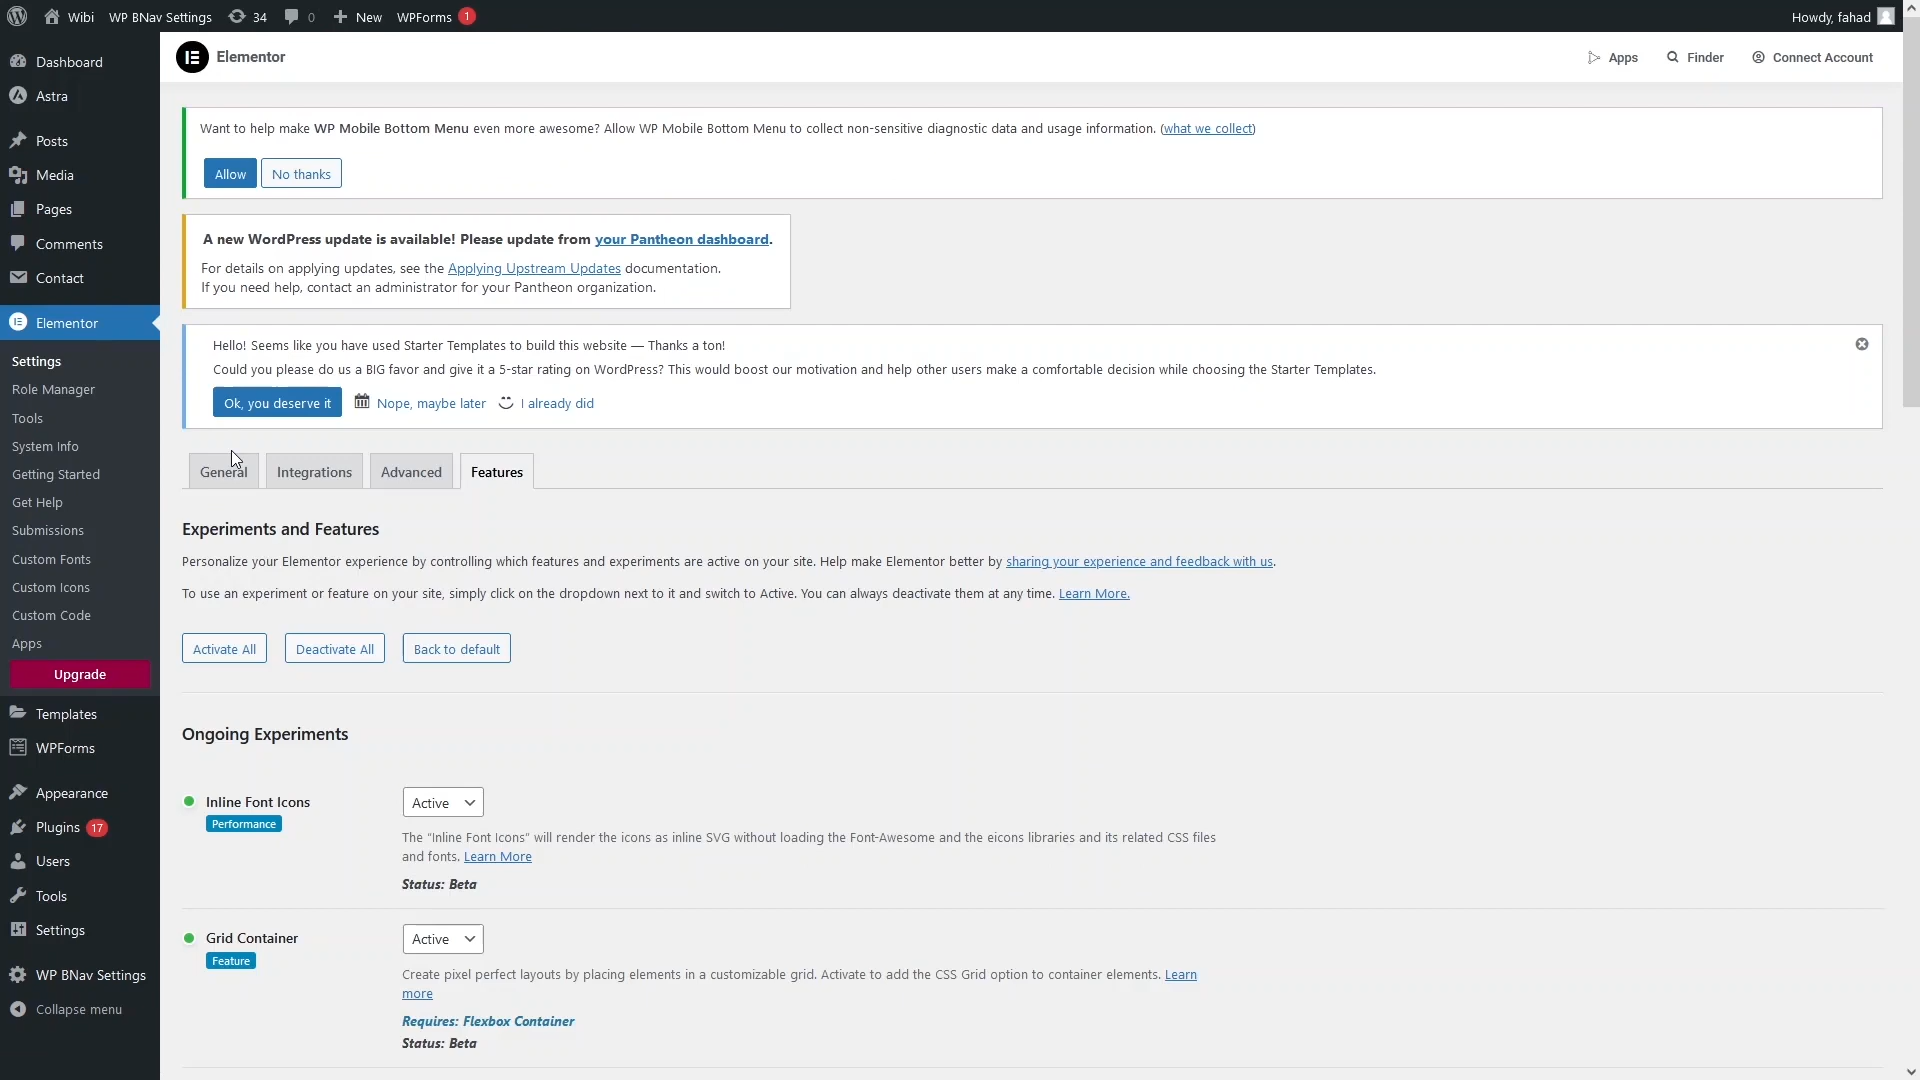 Wibi
WP BNav Settings
34
0
New
WPForms
1
Howdy, fahad
Dashboard
Astra
Posts
Media
Pages
Comments
Contact
Elementor
Settings
Role Manager
Tools
System Info
Getting Started
Get Help
Submissions
Custom Fonts
Custom Icons
Custom Code
Apps
Upgrade
Templates
WPForms
Appearance
Plugins 17
Users
Tools
Settings
WP BNav Settings
Collapse menu
Elementor
Apps
Finder
Connect Account
Want to help make WP Mobile Bottom Menu even more awesome? Allow WP Mobile Bottom Menu to collect non-sensitive diagnostic data and usage information. (what we collect)
Allow
No thanks
A new WordPress update is available! Please update from your Pantheon dashboard.
For details on applying updates, see the Applying Upstream Updates documentation.
If you need help, contact an administrator for your Pantheon organization.
Hello! Seems like you have used Starter Templates to build this website — Thanks a ton!
Could you please do us a BIG favor and give it a 5-star rating on WordPress? This would boost our motivation and help other users make a comfortable decision while choosing the Starter Templates.
Ok, you deserve it
Nope, maybe later
I already did
General
Integrations
Advanced
Features
Experiments and Features
Personalize your Elementor experience by controlling which features and experiments are active on your site. Help make Elementor better by sharing your experience and feedback with us.
To use an experiment or feature on your site, simply click on the dropdown next to it and switch to Active. You can always deactivate them at any time. Learn More.
Activate All
Deactivate All
Back to default
Ongoing Experiments
Inline Font Icons
Performance
Active
The "Inline Font Icons" will render the icons as inline SVG without loading the Font-Awesome and the eicons libraries and its related CSS files
and fonts. Learn More
Status: Beta
Grid Container
Feature
Active
Create pixel perfect layouts by placing elements in a customizable grid. Activate to add the CSS Grid option to container elements. Learn
more
Requires: Flexbox Container
Status: Beta